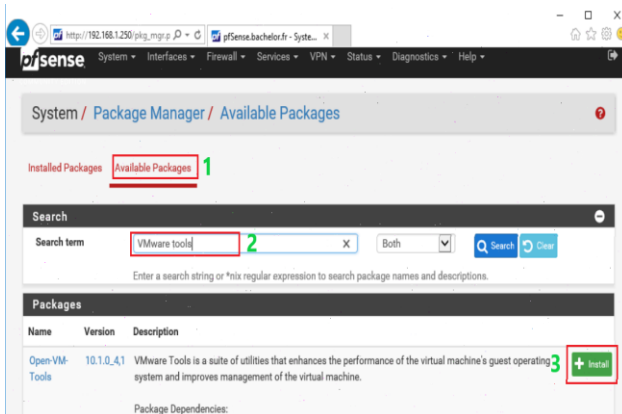 http://192.168.1.250/pkg_mgr.p
pfSense.bachelor.fr - Syste...
pfsense System Interfaces Firewall Services VPN Status Diagnostics Help
System / Package Manager / Available Packages
Installed Packages Available Packages 1
Search
Search term VMware tools 2 Both Search Clear
Enter a search string or *nix regular expression to search package names and descriptions.
Packages
Name Version Description
Open-VM-Tools 10.1.0_4,1 VMware Tools is a suite of utilities that enhances the performance of the virtual machine's guest operating 3 Install
system and improves management of the virtual machine.
Package Dependencies: